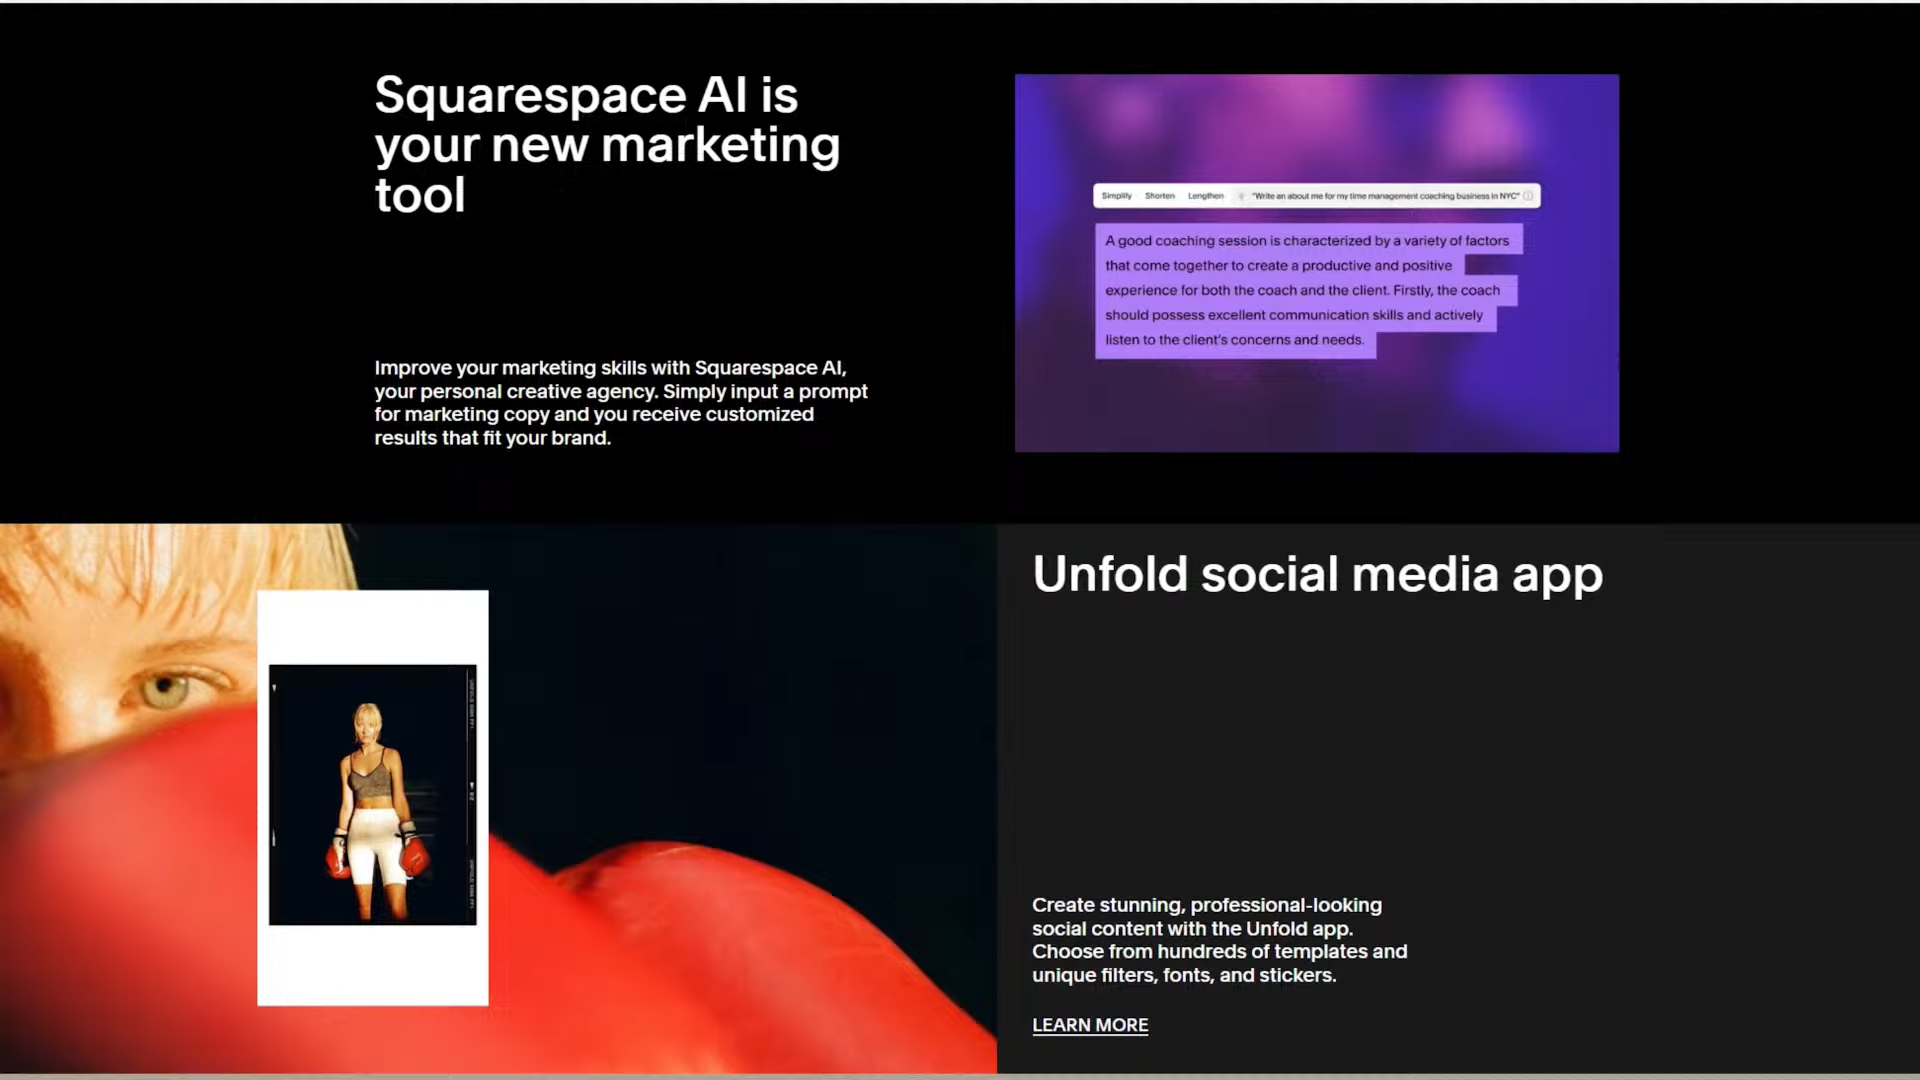 Squarespace AI is
your new marketing
tool
Improve your marketing skills with Squarespace AI,
your personal creative agency. Simply input a prompt
for marketing copy and you receive customized
results that fit your brand.
Simplify Shorten Lengthen "Write an about me for my time management coaching business in NYC"
A good coaching session is characterized by a variety of factors
that come together to create a productive and positive
experience for both the coach and the client. Firstly, the coach
should possess excellent communication skills and actively
listen to the client's concerns and needs.
Unfold social media app
Create stunning, professional-looking
social content with the Unfold app.
Choose from hundreds of templates and
unique filters, fonts, and stickers.
LEARN MORE